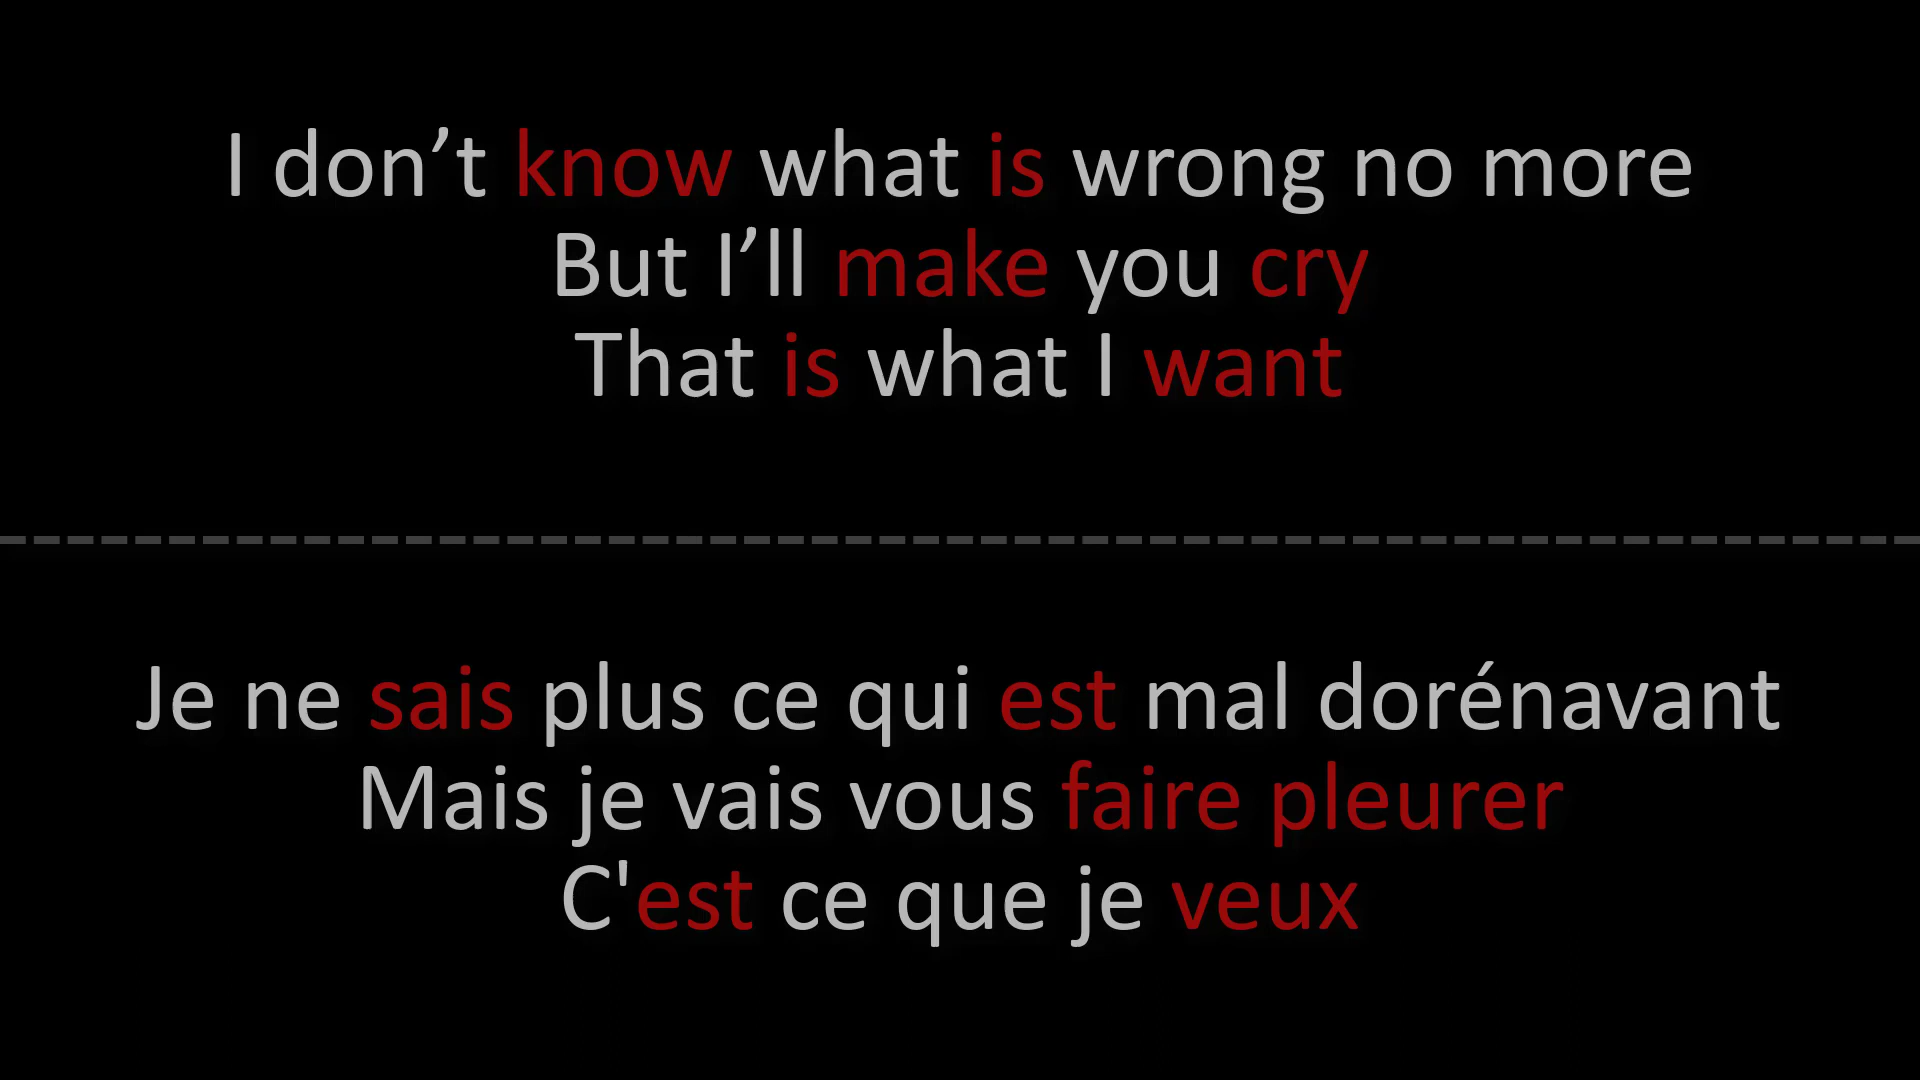 I don’t know what is wrong no more
But I’ll make you cry
That is what I want
Je ne sais plus ce qui est mal dorénavant
Mais je vais vous faire pleurer
C'est ce que je veux